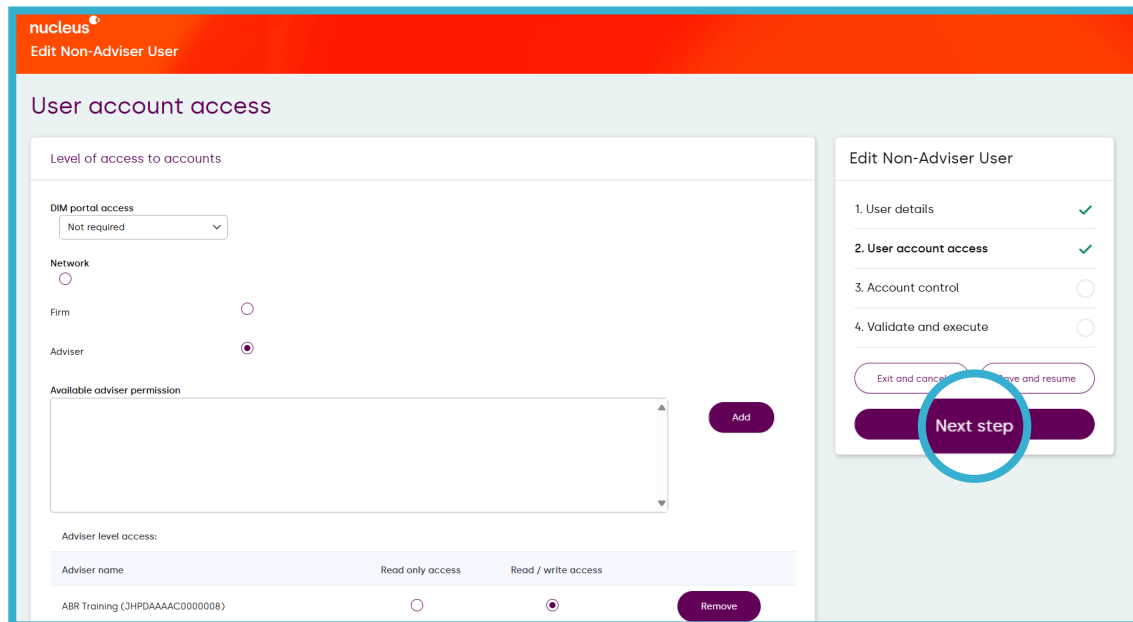 nucleus
Edit Non-Adviser User
User account access
Level of access to accounts
DIM portal access
Not required
Network
Firm
Adviser
Available adviser permission
Add
Adviser level access:
Adviser name Read only access Read / write access
ABR Training (JHPDAAAAC0000008) Remove
Edit Non-Adviser User
1. User details
2. User account access
3. Account control
4. Validate and execute
Exit and cancel
and resume
Next step